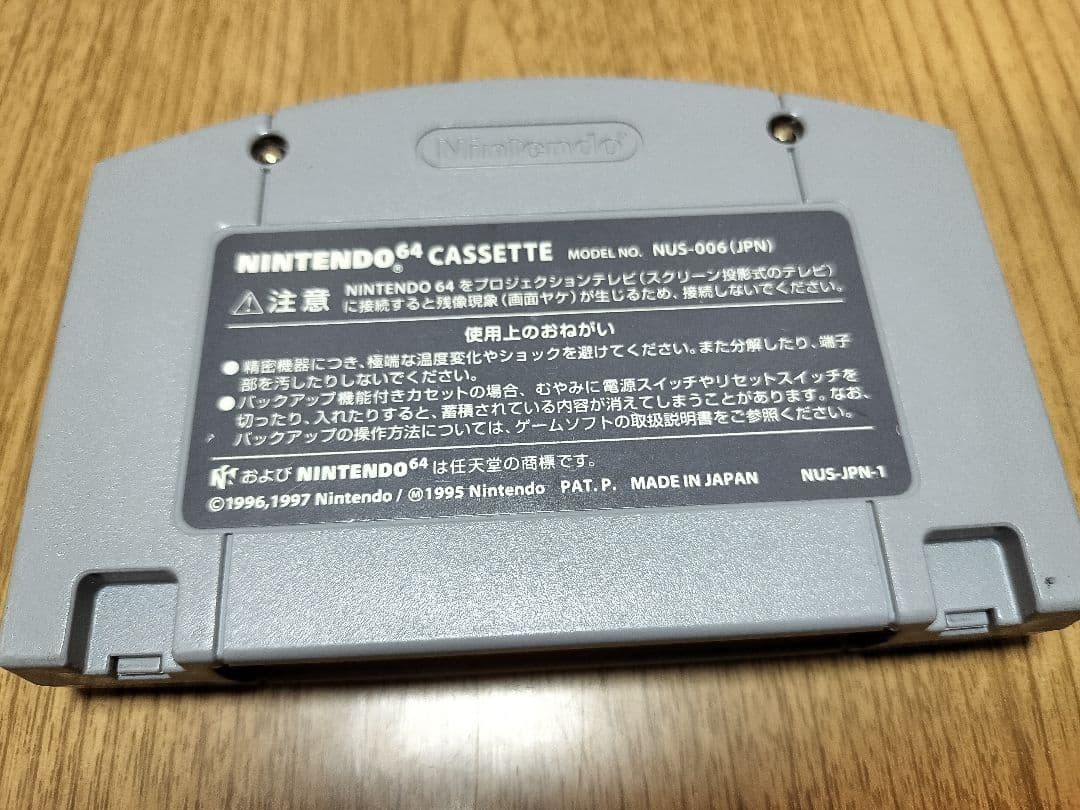 Nintendo
NINTENDO64® CASSETTE MODEL NO. NUS-006(JPN)
⚠注意 NINTENDO 64 をプロジェクションテレビ(スクリーン投影式のテレビ)
に接続すると残像現象(画面ヤケ)が生じるため、接続しないでください。
使用上のおねがい
●精密機器につき、極端な温度変化やショックを避けてください。また分解したり、端子
部を汚したりしないでください。
●バックアップ機能付きカセットの場合、むやみに電源スイッチやリセットスイッチを
切ったり、入れたりすると、蓄積されている内容が消えてしまうことがあります。なお、
バックアップの操作方法については、ゲームソフトの取扱説明書をご参照ください。
および NINTENDO64 は任天堂の商標です。
©1996,1997 Nintendo / Ⓜ1995 Nintendo PAT. P. MADE IN JAPAN NUS-JPN-1